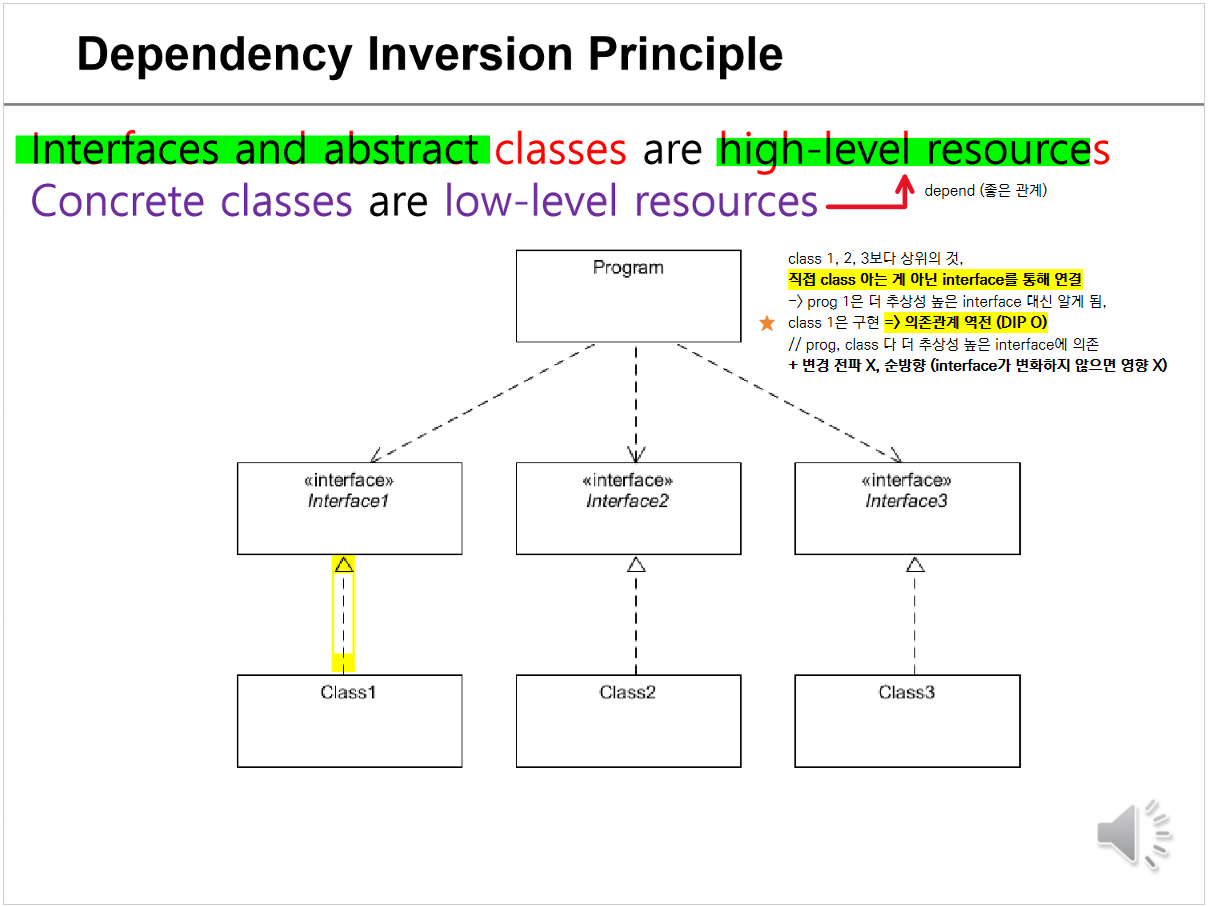 Dependency Inversion Principle
Interfaces and abstract classes are high-level resources
Concrete classes are low-level resources
depend (좋은 관계)
Program
class 1, 2, 3보다 상위의 것,
직접 class 아는 게 아닌 interface를 통해 연결
-> prog 1은 더 추상성 높은 interface 대신 알게 됨,
class 1은 구현 => 의존관계 역전 (DIP O)
// prog, class 다 더 추상성 높은 interface에 의존
+ 변경 전파 X, 순방향 (interface가 변화하지 않으면 영향 X)
«interface»
Interface1
«interface»
Interface2
«interface»
Interface3
Class1
Class2
Class3